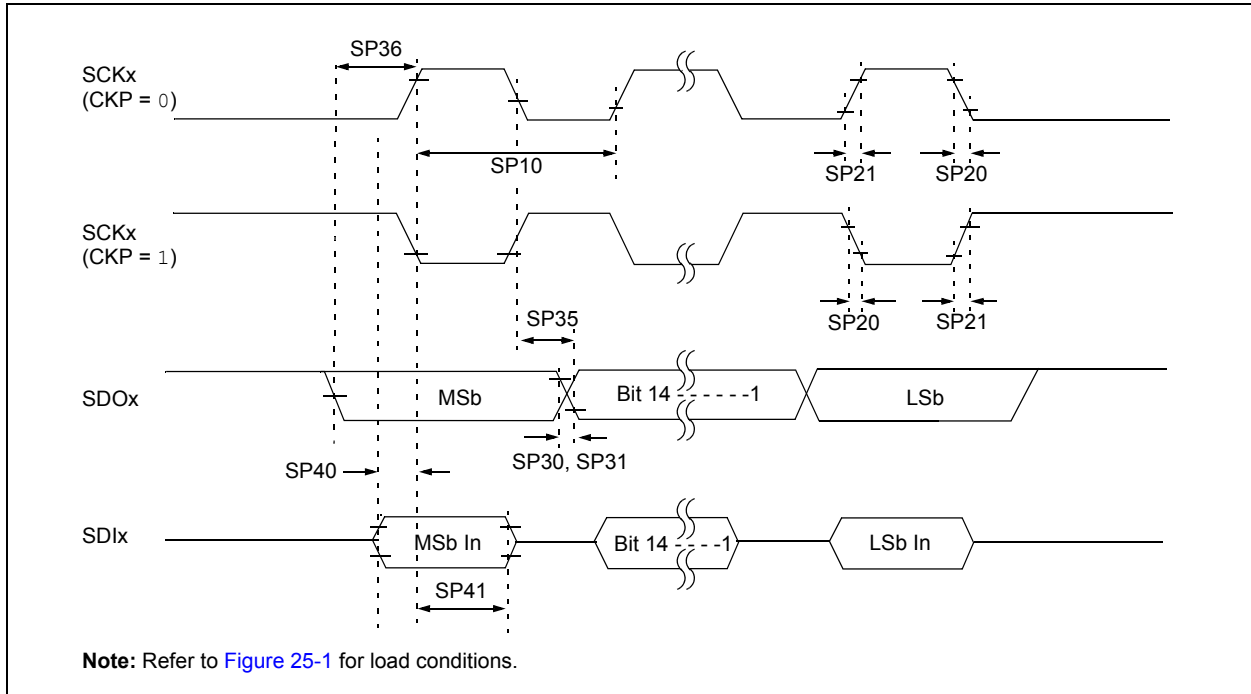 SP36
SCKx
(CKP = 0)
SP10
SP21
SP20
SCKx
(CKP = 1)
SP35
SP20
SP21
SDOx
MSb
Bit 14 - - - - - -1
LSb
SP30, SP31
SP40
SDIx
MSb In
Bit 14 - - - - -1
LSb In
SP41
Note: Refer to Figure 25-1 for load conditions.